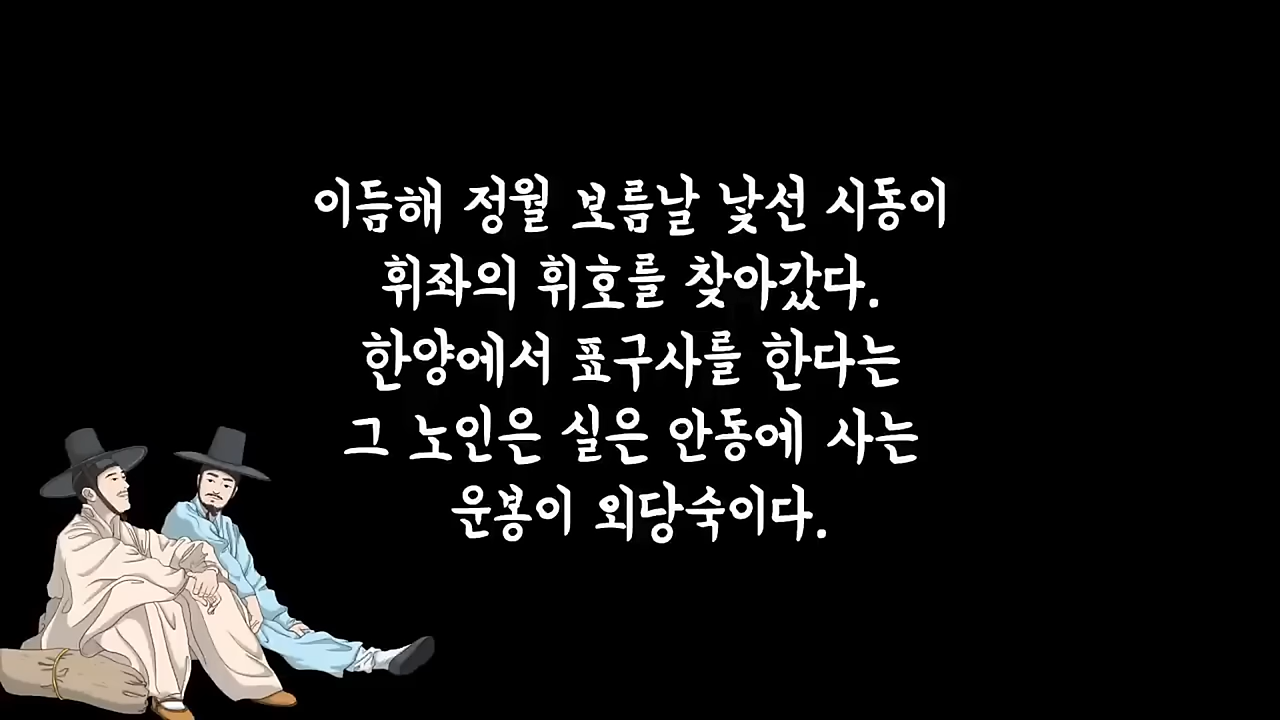 이듬해 정월 보름날 낯선 시동이
휘좌의 휘호를 찾아갔다.
한양에서 표구사를 한다는
그 노인은 실은 안동에 사는
운봉이 외당숙이다.